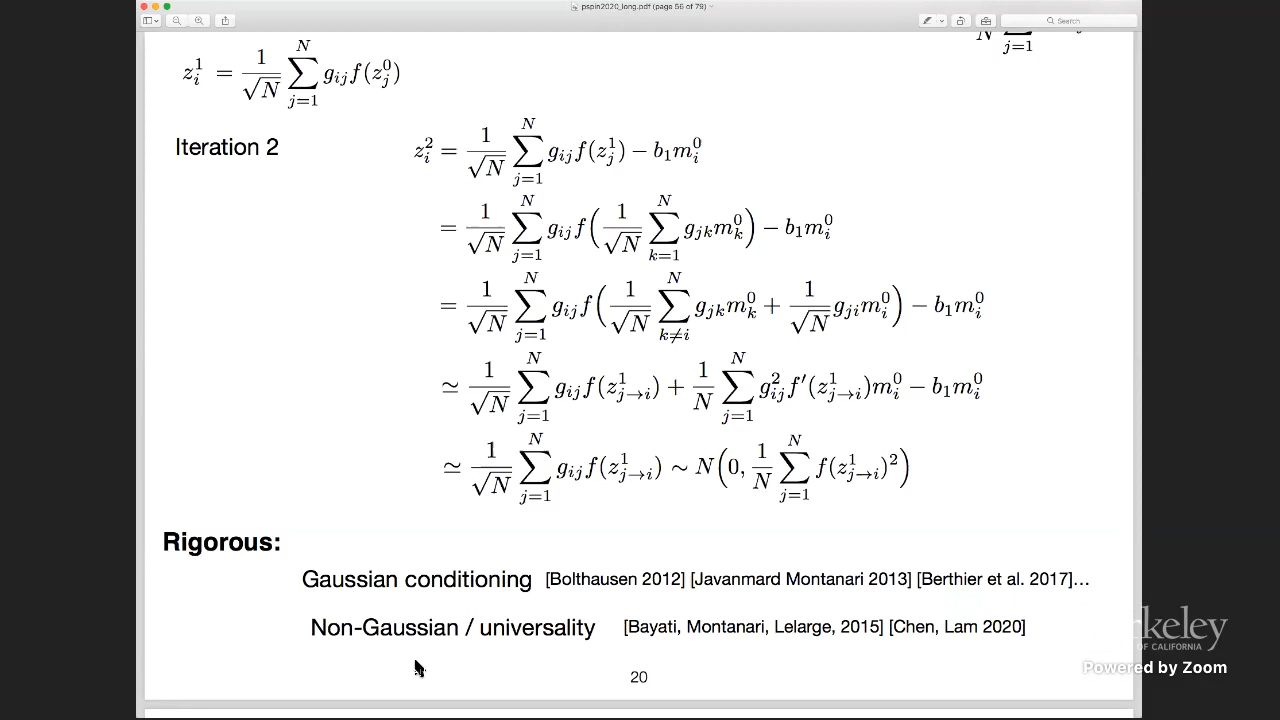 pspin2020_long.pdf (page 56 of 79)
Search
N ∑ j=1
z_i^1 = \frac{1}{\sqrt{N}} \sum_{j=1}^{N} g_{ij} f(z_j^0)
Iteration 2 z_i^2 = \frac{1}{\sqrt{N}} \sum_{j=1}^{N} g_{ij} f(z_j^1) - b_1 m_i^0
= \frac{1}{\sqrt{N}} \sum_{j=1}^{N} g_{ij} f\Big(\frac{1}{\sqrt{N}} \sum_{k=1}^{N} g_{jk} m_k^0\Big) - b_1 m_i^0
= \frac{1}{\sqrt{N}} \sum_{j=1}^{N} g_{ij} f\Big(\frac{1}{\sqrt{N}} \sum_{k \neq i}^{N} g_{jk} m_k^0 + \frac{1}{\sqrt{N}} g_{ji} m_i^0\Big) - b_1 m_i^0
\simeq \frac{1}{\sqrt{N}} \sum_{j=1}^{N} g_{ij} f(z_{j \to i}^1) + \frac{1}{N} \sum_{j=1}^{N} g_{ij}^2 f'(z_{j \to i}^1) m_i^0 - b_1 m_i^0
\simeq \frac{1}{\sqrt{N}} \sum_{j=1}^{N} g_{ij} f(z_{j \to i}^1) \sim N\Big(0, \frac{1}{N} \sum_{j=1}^{N} f(z_{j \to i}^1)^2\Big)
Rigorous:
Gaussian conditioning [Bolthausen 2012] [Javanmard Montanari 2013] [Berthier et al. 2017]...
Non-Gaussian / universality [Bayati, Montanari, Lelarge, 2015] [Chen, Lam 2020]
20
rkeley
OF CALIFORNIA
Powered by Zoom